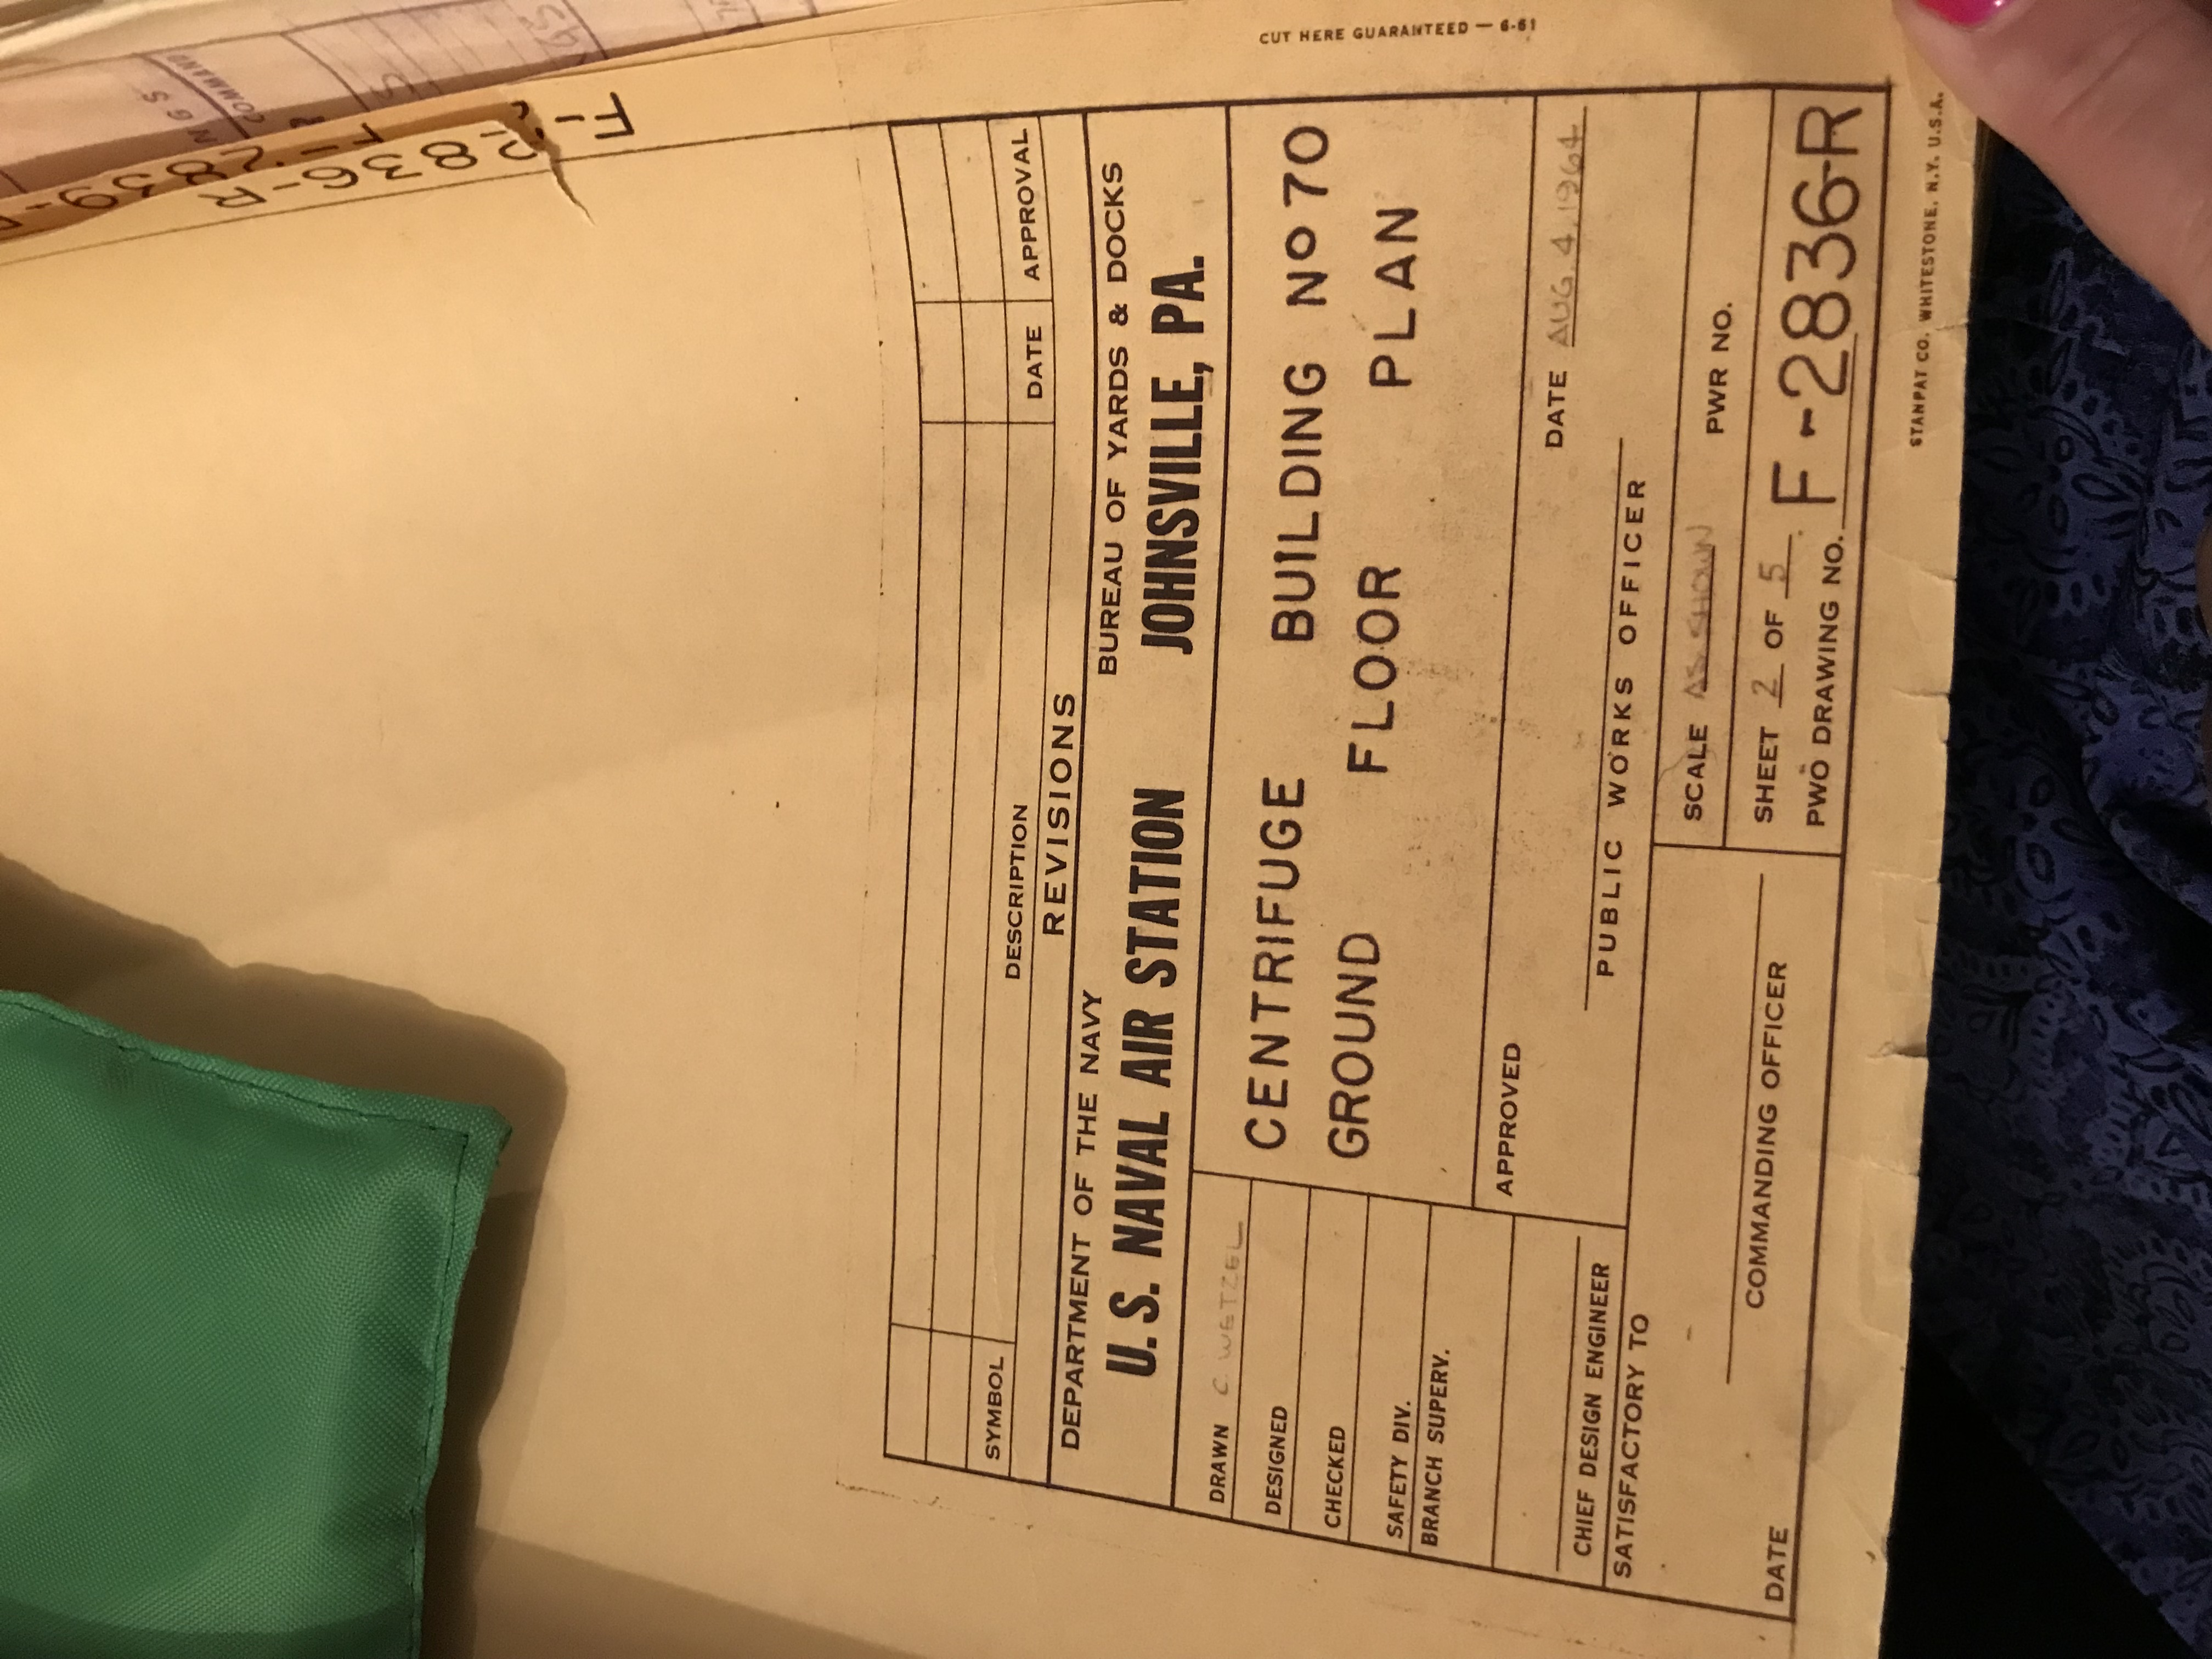 F-2836-R
F-2839-
NGS
COMMAND
GS
SYMBOL DESCRIPTION DATE APPROVAL
REVISIONS
DEPARTMENT OF THE NAVY BUREAU OF YARDS & DOCKS
U. S. NAVAL AIR STATION JOHNSVILLE, PA.
DRAWN C. WETZEL
DESIGNED
CHECKED
SAFETY DIV.
BRANCH SUPERV.
CHIEF DESIGN ENGINEER
CENTRIFUGE BUILDING No 70
GROUND FLOOR PLAN
APPROVED
DATE AUG. 4, 1964
PUBLIC WORKS OFFICER
SATISFACTORY TO
COMMANDING OFFICER
DATE
SCALE AS SHOWN PWR NO.
SHEET 2 OF 5
PWO DRAWING NO. F-2836-R
CUT HERE GUARANTEED — 6-61
STANPAT CO. WHITESTONE, N.Y. U.S.A.